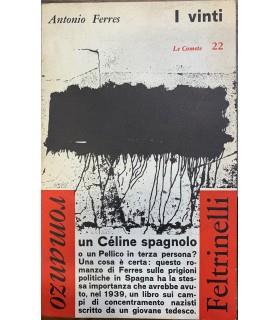 Antonio Ferres
I vinti
Le Comete 22
romanzo
Feltrinelli
un Céline spagnolo
o un Pellico in terza persona?
Una cosa è certa: questo ro-
manzo di Ferres sulle prigioni
politiche in Spagna ha la stes-
sa importanza che avrebbe avu-
to, nel 1939, un libro sui cam-
pi di concentramento nazisti
scritto da un giovane tedesco.